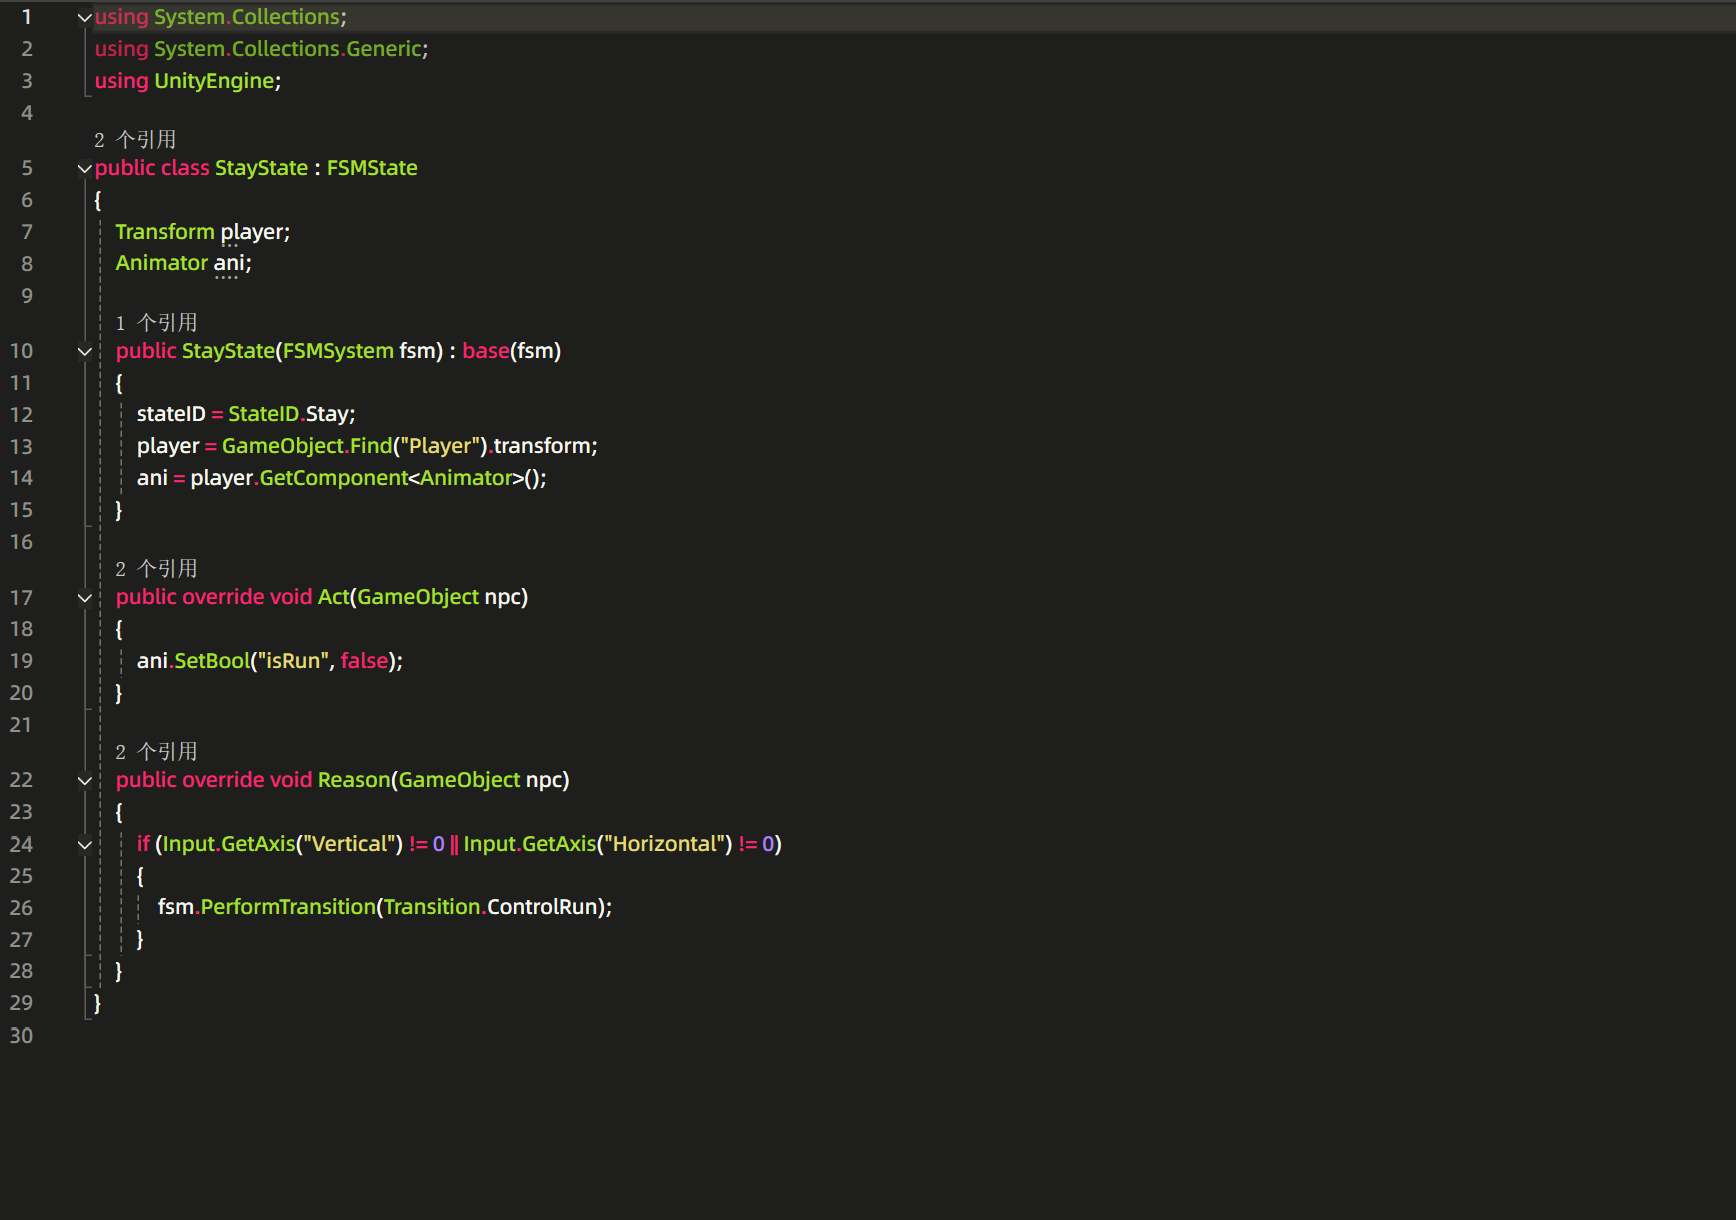 1 using System.Collections;
2 using System.Collections.Generic;
3 using UnityEngine;
4
2 个引用
5 public class StayState : FSMState
6 {
7 Transform player;
8 Animator ani;
9
1 个引用
10 public StayState(FSMSystem fsm) : base(fsm)
11 {
12 stateID = StateID.Stay;
13 player = GameObject.Find("Player").transform;
14 ani = player.GetComponent<Animator>();
15 }
16
2 个引用
17 public override void Act(GameObject npc)
18 {
19 ani.SetBool("isRun", false);
20 }
21
2 个引用
22 public override void Reason(GameObject npc)
23 {
24 if (Input.GetAxis("Vertical") != 0 || Input.GetAxis("Horizontal") != 0)
25 {
26 fsm.PerformTransition(Transition.ControlRun);
27 }
28 }
29 }
30